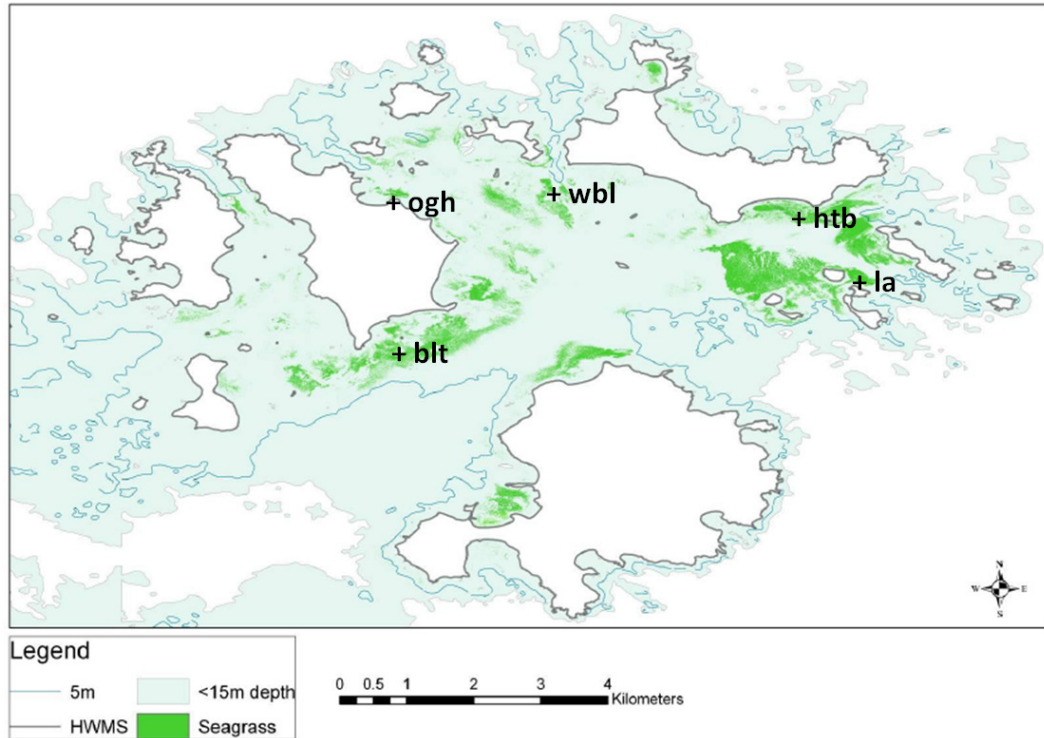 + ogh
+ wbl
+ htb
+ la
+ blt
N
W E
S
Legend
5m
<15m depth
HWMS
Seagrass
0 0.5 1 2 3 4
Kilometers